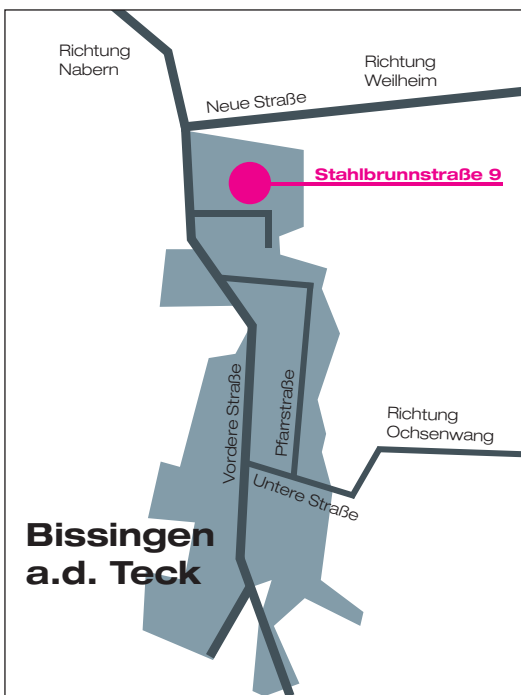 Richtung
Nabern
Richtung
Weilheim
Neue Straße
Stahlbrunnstraße 9
Vordere Straße
Pfarrstraße
Richtung
Ochsenwang
Untere Straße
Bissingen
a.d. Teck